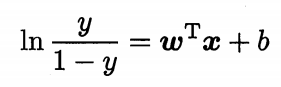 ln y / (1 − y) = wᵀx + b